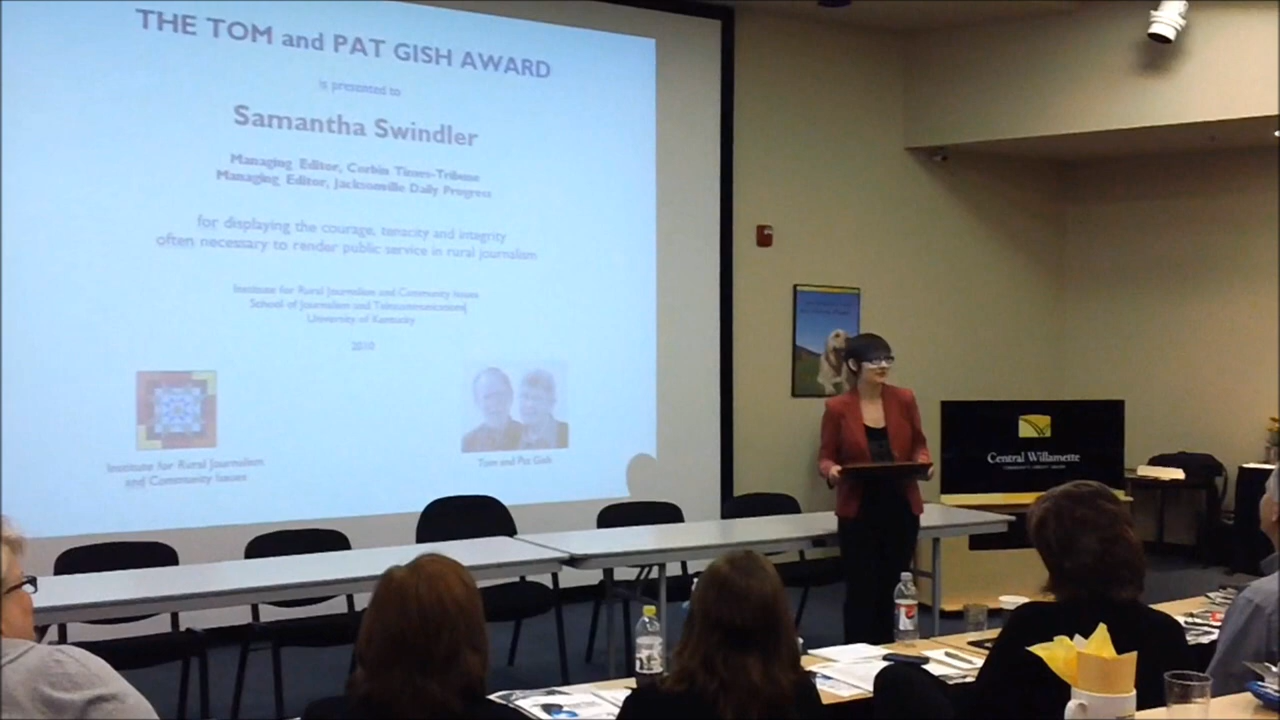 THE TOM and PAT GISH AWARD
is presented to
Samantha Swindler
Managing Editor, Corbin Times-Tribune
Managing Editor, Jacksonville Daily Progress
for displaying the courage, tenacity and integrity
often necessary to render public service in rural journalism
Institute for Rural Journalism and Community Issues
School of Journalism and Telecommunications
University of Kentucky
2010
Institute for Rural Journalism
and Community Issues
Tom and Pat Gish
Central Willamette
COMMUNITY CREDIT UNION